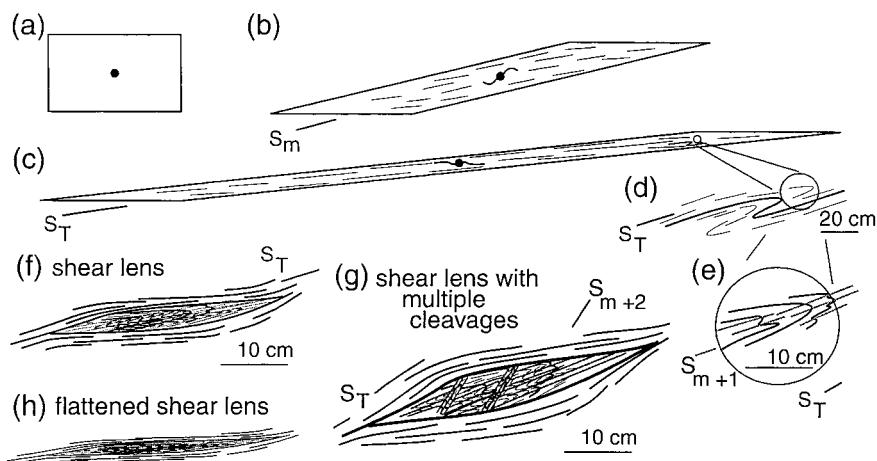 (a)
(b)
S_m
(c)
S_T
(d)
S_T
20 cm
(e)
S_m+1
10 cm
S_T
(f) shear lens
S_T
10 cm
(g) shear lens with
multiple
cleavages
S_m+2
S_T
10 cm
(h) flattened shear lens